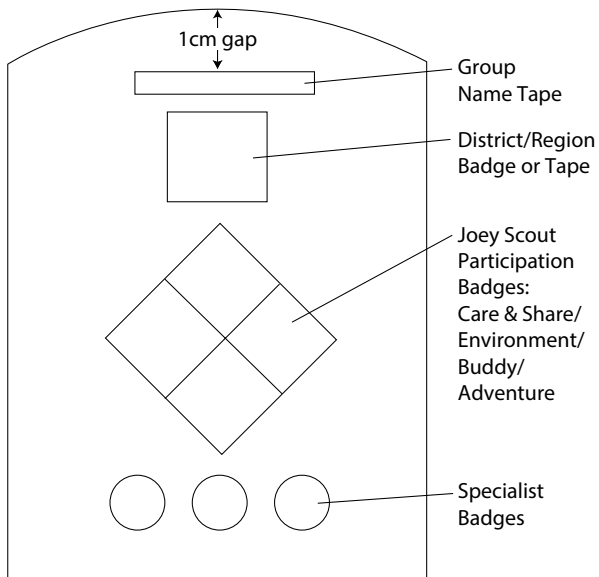 1cm gap
Group
Name Tape
District/Region
Badge or Tape
Joey Scout
Participation
Badges:
Care & Share/
Environment/
Buddy/
Adventure
Specialist
Badges